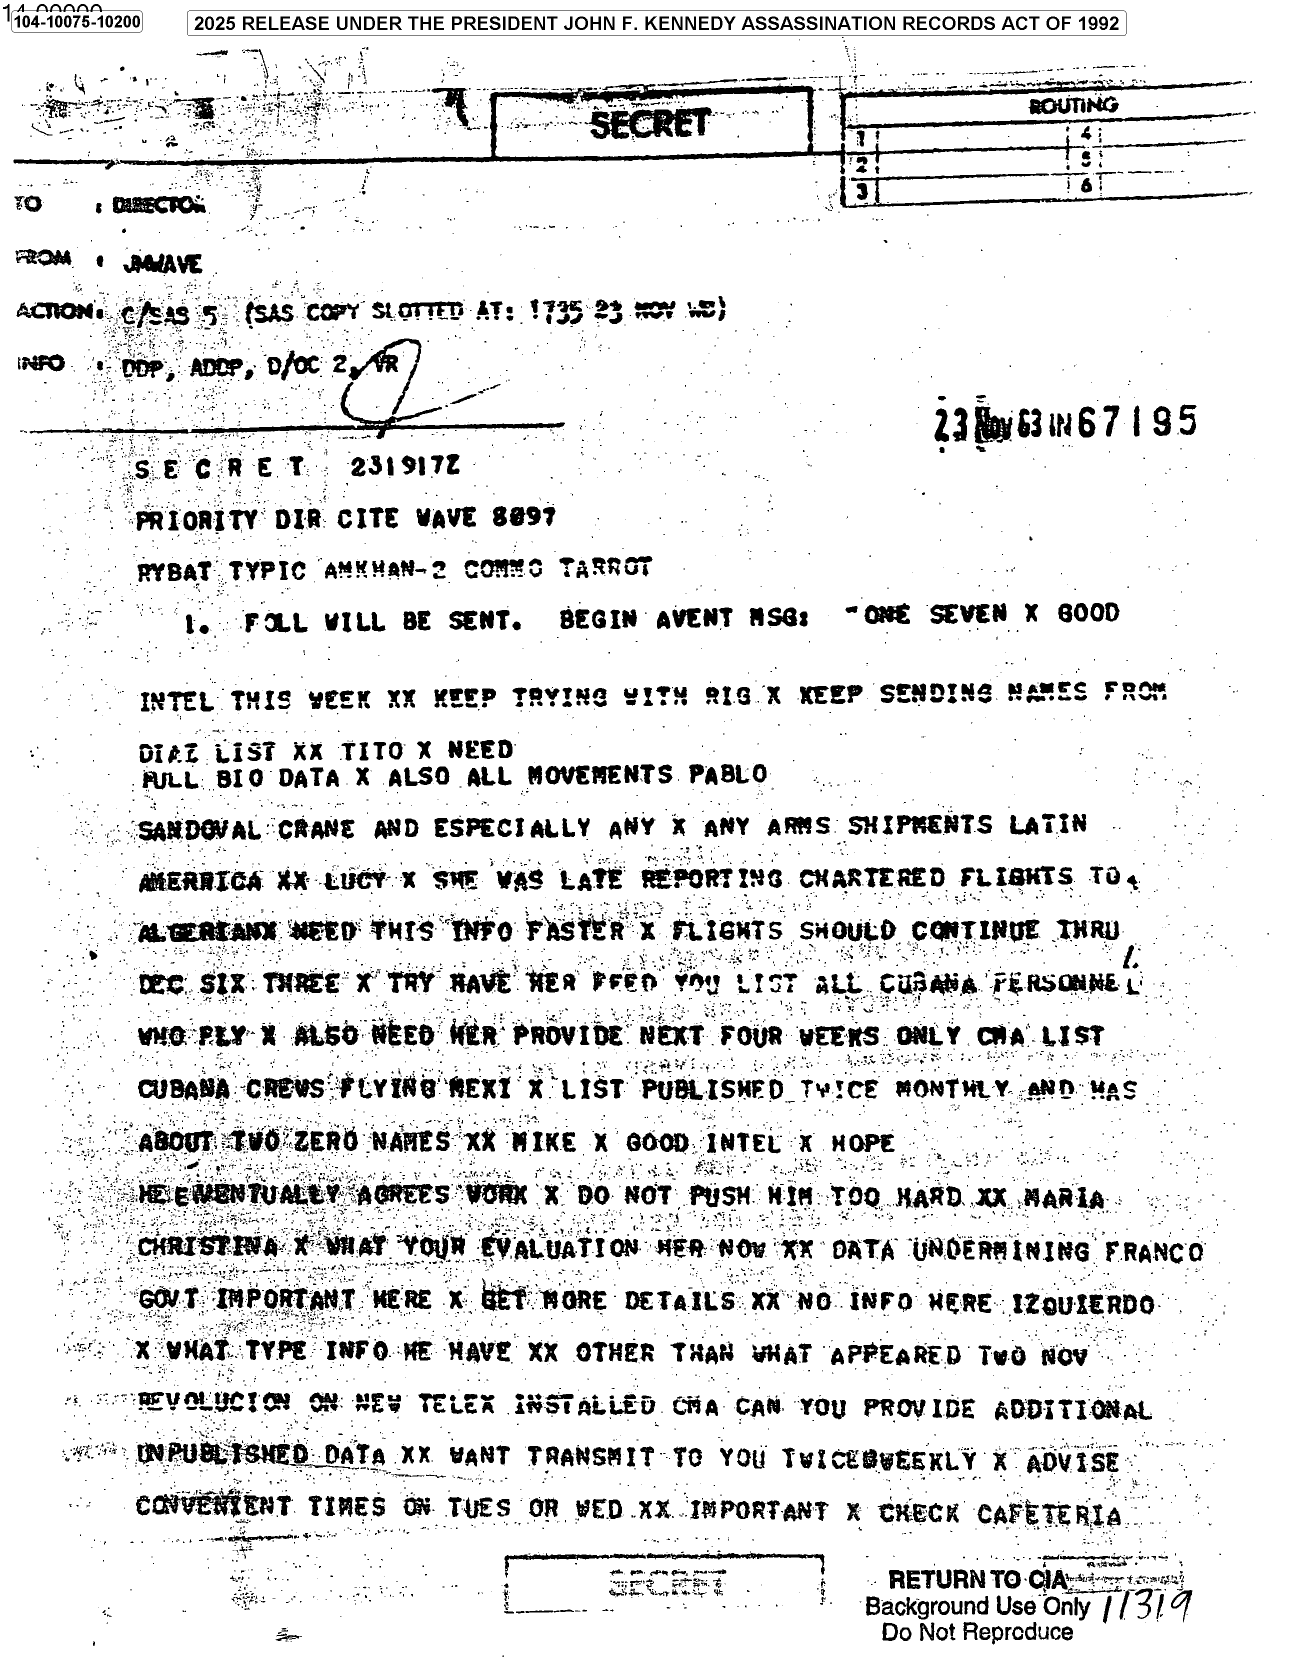 14-00000
104-10075-10200
2025 RELEASE UNDER THE PRESIDENT JOHN F. KENNEDY ASSASSINATION RECORDS ACT OF 1992
SECRET
ROUTING
1 4
2 5
3 6
TO : DIRECTOR
FROM : JMWAVE
ACTION: C/SAS 5 (SAS COPY SLOTTED AT: 1735 23 NOV WD)
INFO : DDP, ADDP, D/OC 2, VR
23 Nov 63 IN 67195
S E C R E T 231917Z
PRIORITY DIR CITE WAVE 8097
RYBAT TYPIC AMKHAN-2 COMMO TARROT
1. FOLL WILL BE SENT. BEGIN AVENT MSG: "ONE SEVEN X GOOD
INTEL THIS WEEK XX KEEP TRYING WITH RIG X KEEP SENDING NAMES FROM
DIAZ LIST XX TITO X NEED
FULL BIO DATA X ALSO ALL MOVEMENTS PABLO
SANDOVAL CRANE AND ESPECIALLY ANY X ANY ARMS SHIPMENTS LATIN
AMERRICA XX LUCY X SHE WAS LATE REPORTING CHARTERED FLIGHTS TO
ALGERIANX NEED THIS INFO FASTER X FLIGHTS SHOULD CONTINUE THRU
DEC SIX THREE X TRY HAVE HER FEED YOU LIST ALL CUBANA PERSONNEL
WHO FLY X ALSO NEED HER PROVIDE NEXT FOUR WEEKS ONLY CMA LIST
CUBANA CREWS FLYING MEXI X LIST PUBLISHED TWICE MONTHLY AND HAS
ABOUT TWO ZERO NAMES XX MIKE X GOOD INTEL X HOPE
HE EVENTUALLY AGREES WORK X DO NOT PUSH HIM TOO HARD XX MARIA
CHRISTINA X WHAT YOUR EVALUATION HER NOW XX DATA UNDERMINING FRANCO
GOVT IMPORTANT HERE X GET MORE DETAILS XX NO INFO HERE IZQUIERDO
X WHAT TYPE INFO HE HAVE XX OTHER THAN WHAT APPEARED TWO NOV
REVOLUCION ON NEW TELEX INSTALLED CMA CAN YOU PROVIDE ADDITIONAL
UNPUBLISHED DATA XX WANT TRANSMIT TO YOU TWICEBWEEKLY X ADVISE
CONVENIENT TIMES ON TUES OR WED XX IMPORTANT X CHECK CAFETERIA
SECRET
RETURN TO CIA
Background Use Only
Do Not Reproduce
11319